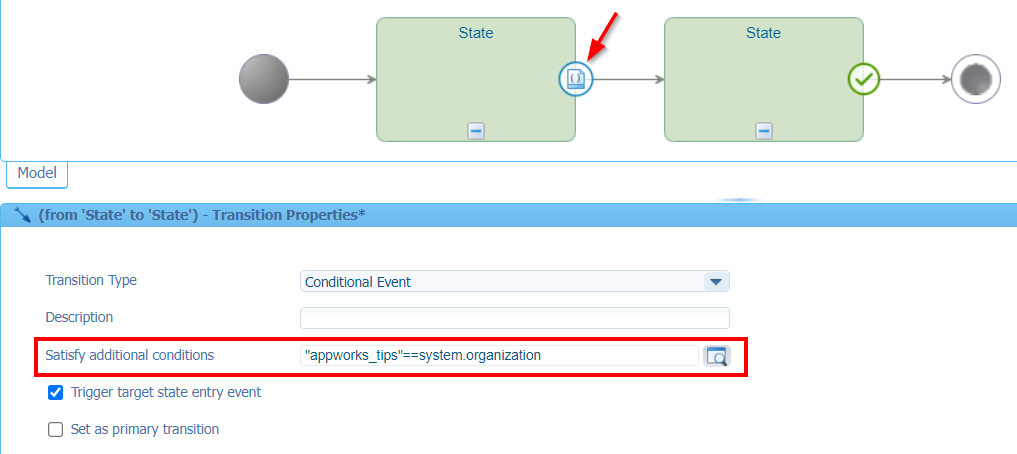 State
State
Model
(from 'State' to 'State') - Transition Properties*
Transition Type
Conditional Event
Description
Satisfy additional conditions
"appworks_tips"==system.organization
Trigger target state entry event
Set as primary transition